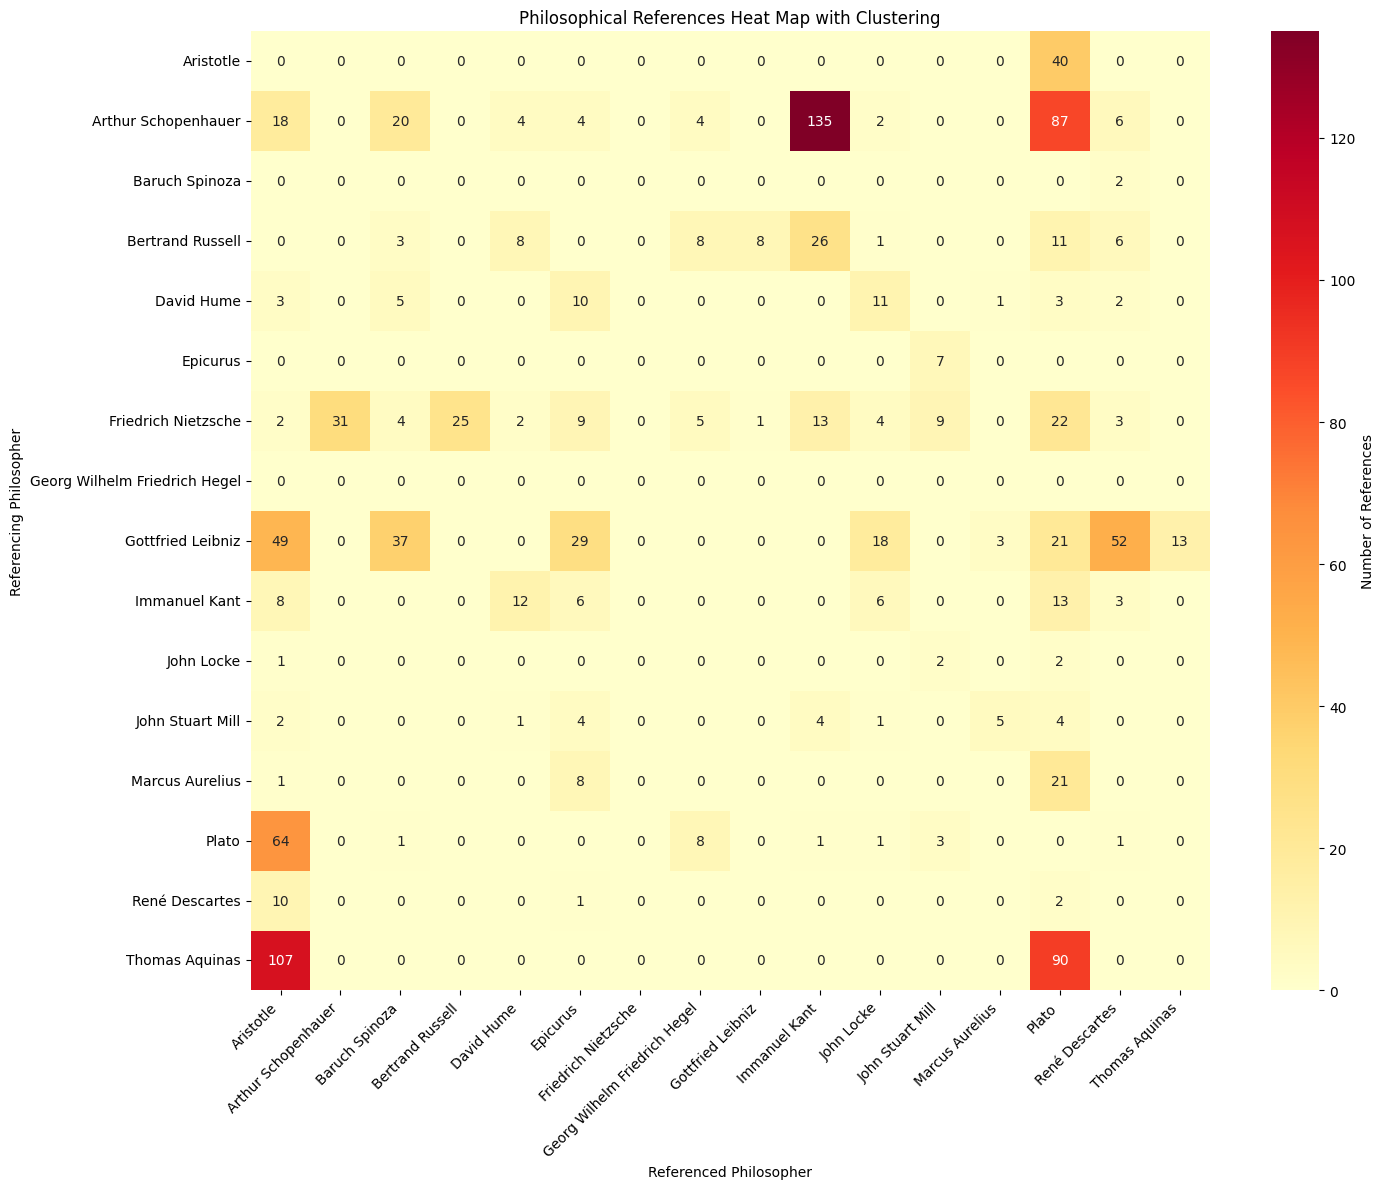 Philosophical References Heat Map with Clustering
Aristotle 0 0 0 0 0 0 0 0 0 0 0 0 0 40 0 0
Arthur Schopenhauer 18 0 20 0 4 4 0 4 0 135 2 0 0 87 6 0
Baruch Spinoza 0 0 0 0 0 0 0 0 0 0 0 0 0 0 2 0
Bertrand Russell 0 0 3 0 8 0 0 8 8 26 1 0 0 11 6 0
David Hume 3 0 5 0 0 10 0 0 0 0 11 0 1 3 2 0
Epicurus 0 0 0 0 0 0 0 0 0 0 0 7 0 0 0 0
Friedrich Nietzsche 2 31 4 25 2 9 0 5 1 13 4 9 0 22 3 0
Georg Wilhelm Friedrich Hegel 0 0 0 0 0 0 0 0 0 0 0 0 0 0 0 0
Gottfried Leibniz 49 0 37 0 0 29 0 0 0 0 18 0 3 21 52 13
Immanuel Kant 8 0 0 0 12 6 0 0 0 0 6 0 0 13 3 0
John Locke 1 0 0 0 0 0 0 0 0 0 0 2 0 2 0 0
John Stuart Mill 2 0 0 0 1 4 0 0 0 4 1 0 5 4 0 0
Marcus Aurelius 1 0 0 0 0 8 0 0 0 0 0 0 0 21 0 0
Plato 64 0 1 0 0 0 0 8 0 1 1 3 0 0 1 0
René Descartes 10 0 0 0 0 1 0 0 0 0 0 0 0 2 0 0
Thomas Aquinas 107 0 0 0 0 0 0 0 0 0 0 0 0 90 0 0
Referencing Philosopher
Aristotle
Arthur Schopenhauer
Baruch Spinoza
Bertrand Russell
David Hume
Epicurus
Friedrich Nietzsche
Georg Wilhelm Friedrich Hegel
Gottfried Leibniz
Immanuel Kant
John Locke
John Stuart Mill
Marcus Aurelius
Plato
René Descartes
Thomas Aquinas
Referenced Philosopher
120
100
80
60
40
20
0
Number of References